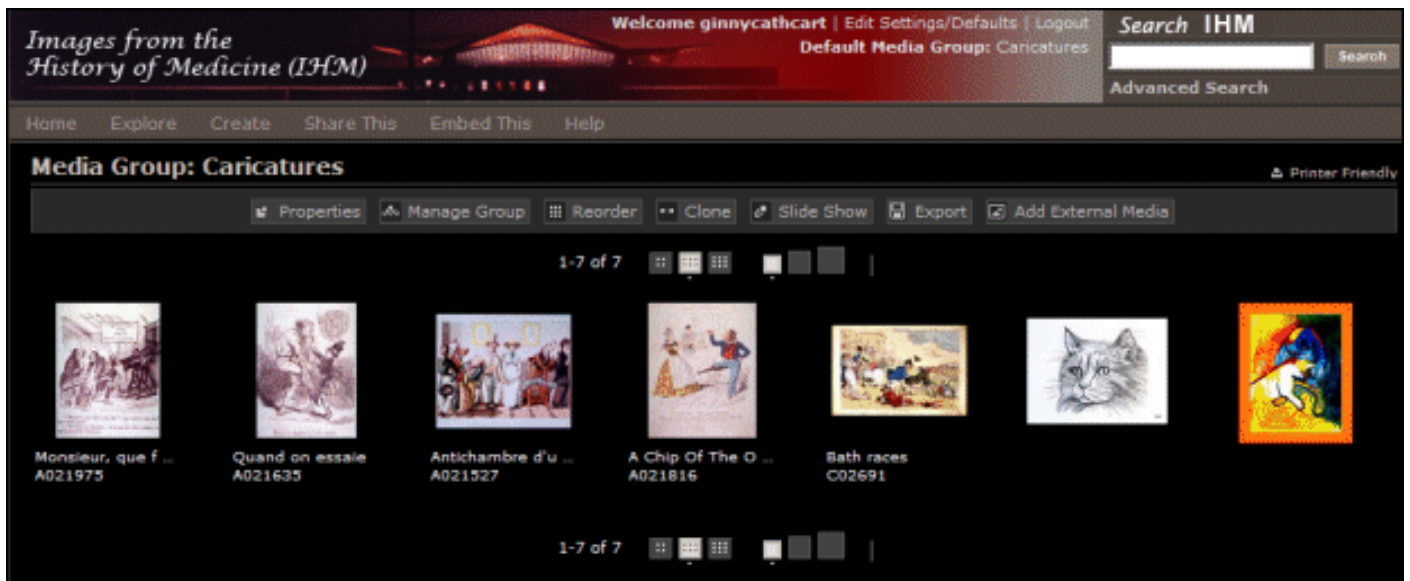 Images from the
History of Medicine (IHM)
Welcome ginnycathcart | Edit Settings/Defaults | Logout
Default Media Group: Caricatures
Search IHM
Search
Advanced Search
Home Explore Create Share This Embed This Help
Media Group: Caricatures
Printer Friendly
Properties Manage Group Reorder Clone Slide Show Export Add External Media
1-7 of 7
Monsieur, que f ... Quand on essaie Antichambre d'u ... A Chip Of The O ... Bath races
A021975 A021635 A021527 A021816 C02691
1-7 of 7